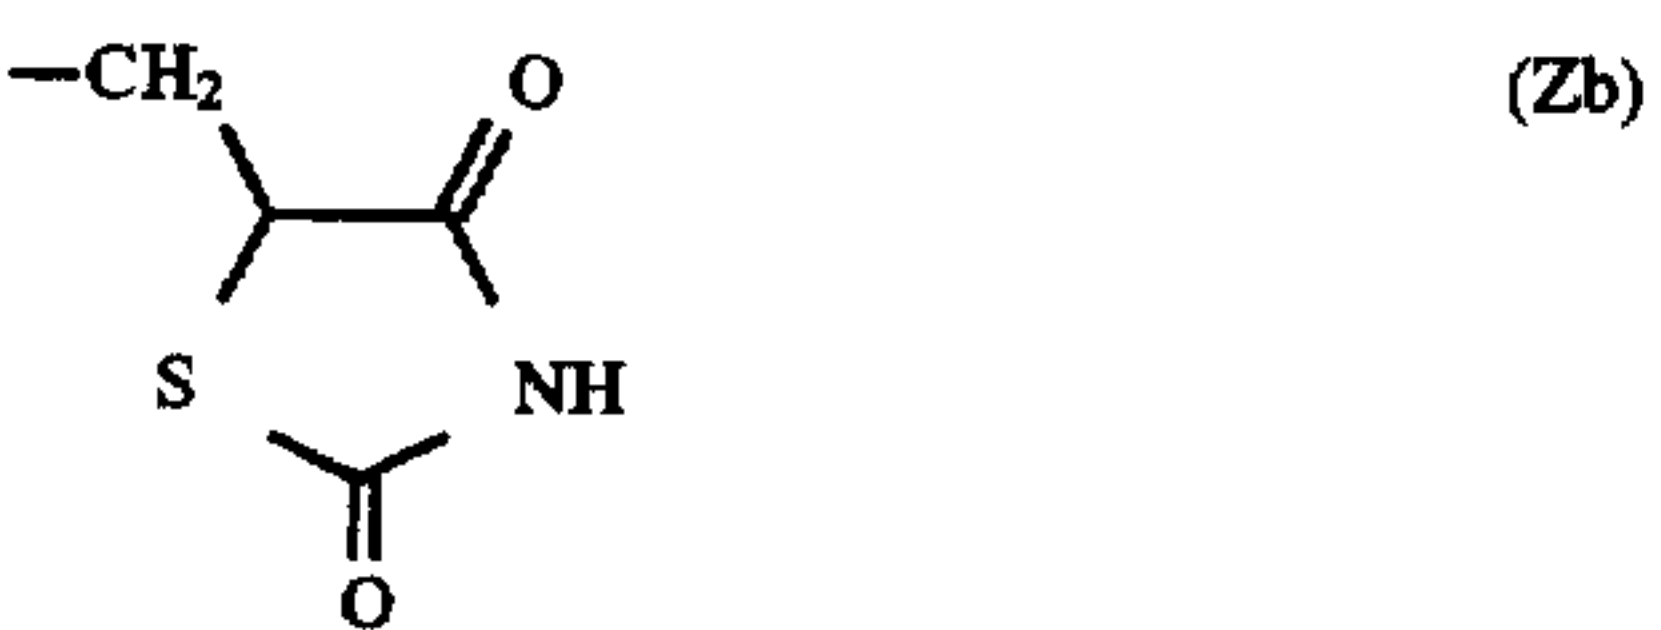 —CH₂ O (Zb)
S NH
O